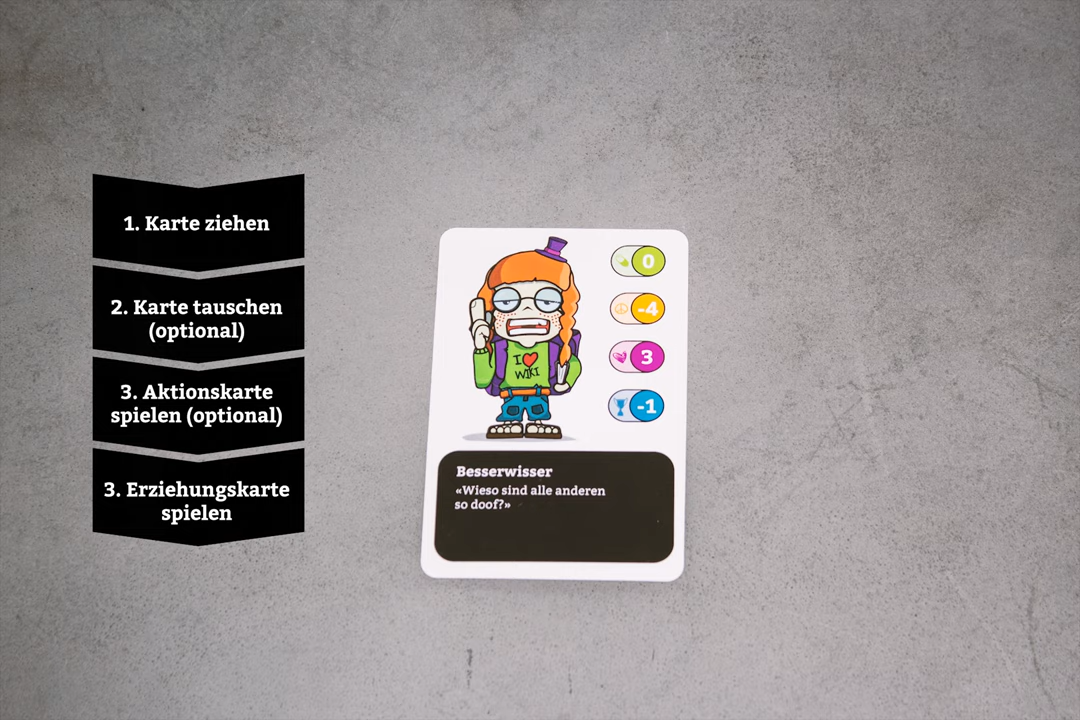 1. Karte ziehen
2. Karte tauschen
(optional)
3. Aktionskarte
spielen (optional)
3. Erziehungskarte
spielen
0
-4
3
-1
I ❤
WIKI
Besserwisser
«Wieso sind alle anderen
so doof?»